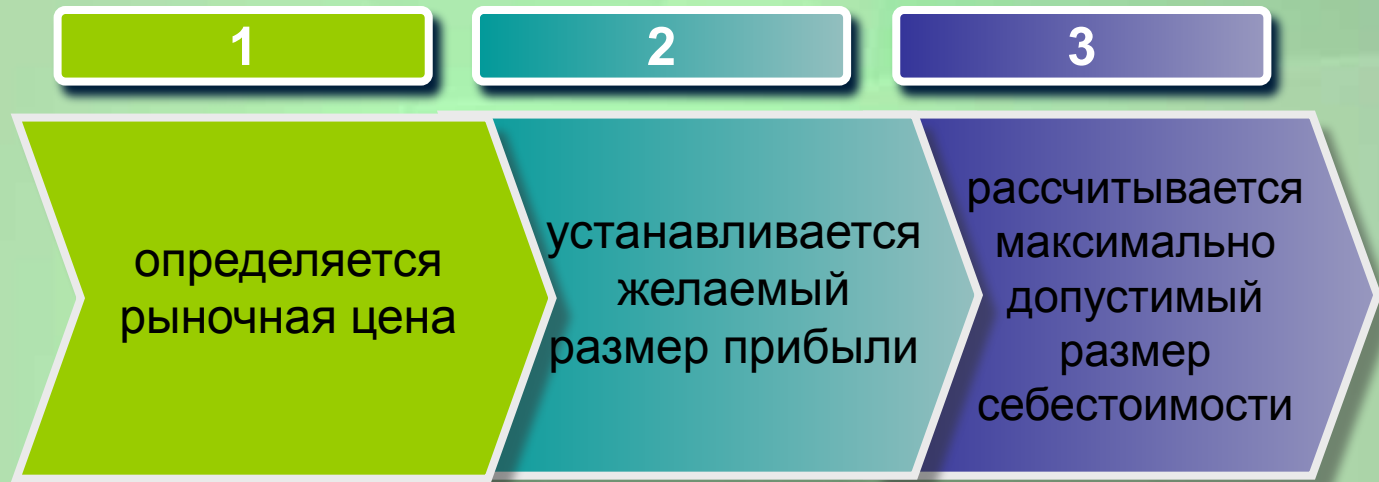 1
2
3
определяется
рыночная цена
устанавливается
желаемый
размер прибыли
рассчитывается
максимально
допустимый
размер
себестоимости